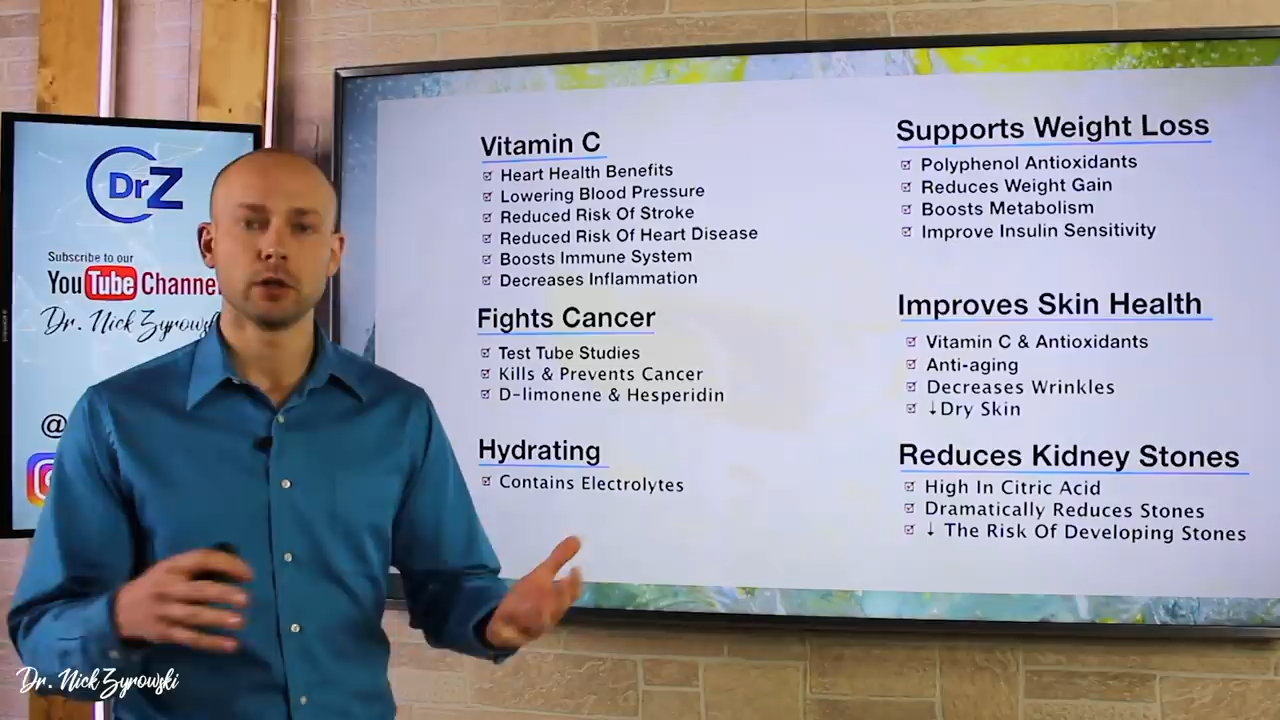 DrZ
Subscribe to our
YouTube Channel
Dr. Nick Zyrowski
@
Vitamin C
Heart Health Benefits
Lowering Blood Pressure
Reduced Risk Of Stroke
Reduced Risk Of Heart Disease
Boosts Immune System
Decreases Inflammation
Fights Cancer
Test Tube Studies
Kills & Prevents Cancer
D-limonene & Hesperidin
Hydrating
Contains Electrolytes
Supports Weight Loss
Polyphenol Antioxidants
Reduces Weight Gain
Boosts Metabolism
Improve Insulin Sensitivity
Improves Skin Health
Vitamin C & Antioxidants
Anti-aging
Decreases Wrinkles
↓Dry Skin
Reduces Kidney Stones
High In Citric Acid
Dramatically Reduces Stones
↓ The Risk Of Developing Stones
Dr. Nick Zyrowski